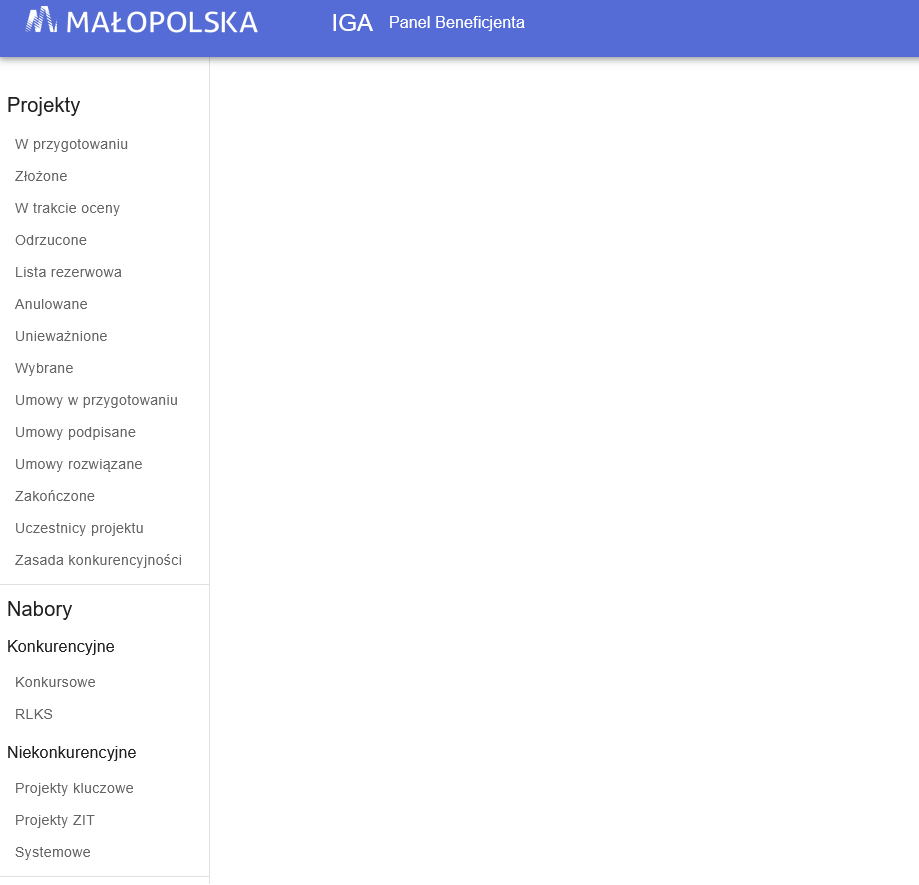 MAŁOPOLSKA IGA Panel Beneficjenta
Projekty
W przygotowaniu
Złożone
W trakcie oceny
Odrzucone
Lista rezerwowa
Anulowane
Unieważnione
Wybrane
Umowy w przygotowaniu
Umowy podpisane
Umowy rozwiązane
Zakończone
Uczestnicy projektu
Zasada konkurencyjności
Nabory
Konkurencyjne
Konkursowe
RLKS
Niekonkurencyjne
Projekty kluczowe
Projekty ZIT
Systemowe